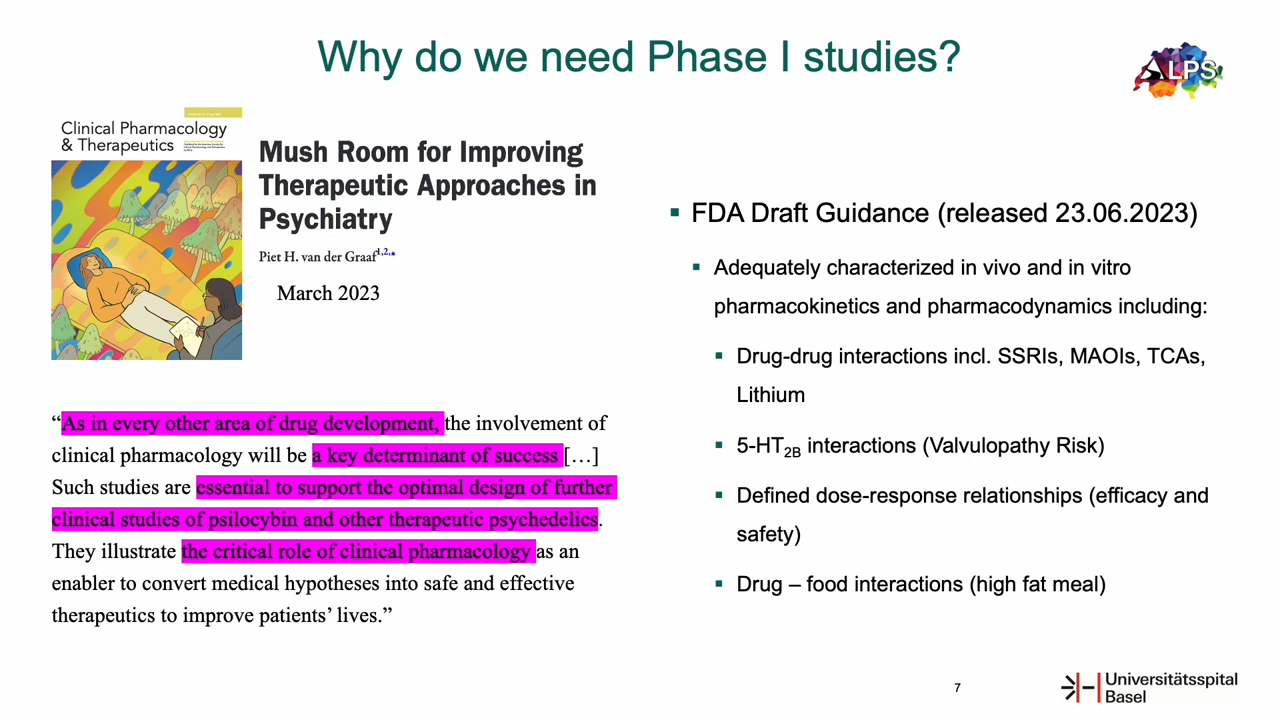 Why do we need Phase I studies?
ALPS
Clinical Pharmacology
& Therapeutics
Mush Room for Improving
Therapeutic Approaches in
Psychiatry
Piet H. van der Graaf1,2,*
March 2023
“As in every other area of drug development, the involvement of
clinical pharmacology will be a key determinant of success […]
Such studies are essential to support the optimal design of further
clinical studies of psilocybin and other therapeutic psychedelics.
They illustrate the critical role of clinical pharmacology as an
enabler to convert medical hypotheses into safe and effective
therapeutics to improve patients’ lives.”
▪ FDA Draft Guidance (released 23.06.2023)
▪ Adequately characterized in vivo and in vitro
pharmacokinetics and pharmacodynamics including:
▪ Drug-drug interactions incl. SSRIs, MAOIs, TCAs,
Lithium
▪ 5-HT2B interactions (Valvulopathy Risk)
▪ Defined dose-response relationships (efficacy and
safety)
▪ Drug – food interactions (high fat meal)
7
Universitätsspital
Basel